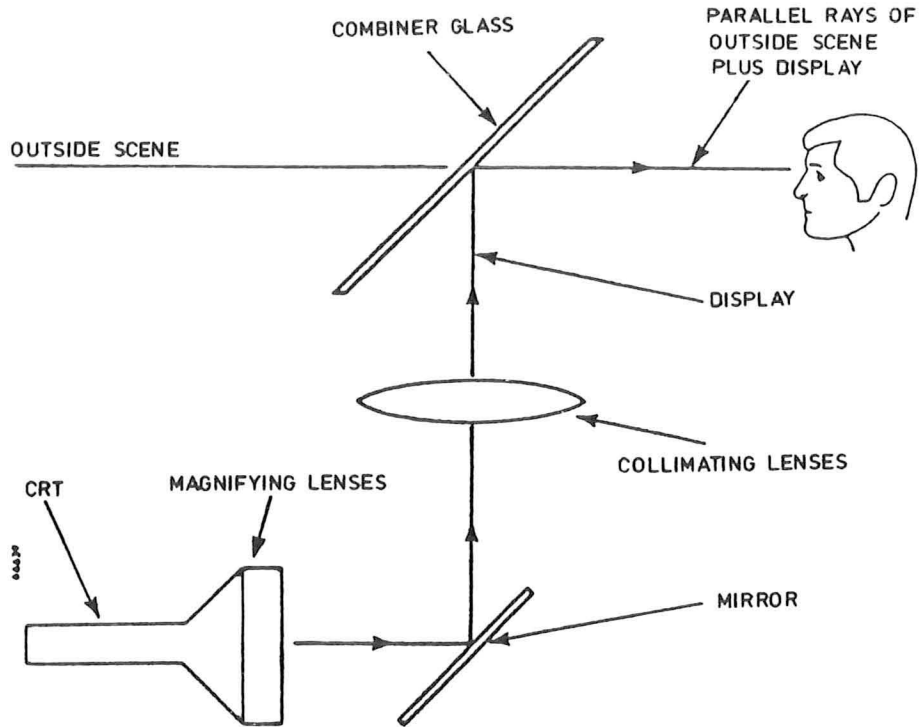 COMBINER GLASS
PARALLEL RAYS OF
OUTSIDE SCENE
PLUS DISPLAY
OUTSIDE SCENE
DISPLAY
COLLIMATING LENSES
MAGNIFYING LENSES
CRT
MIRROR